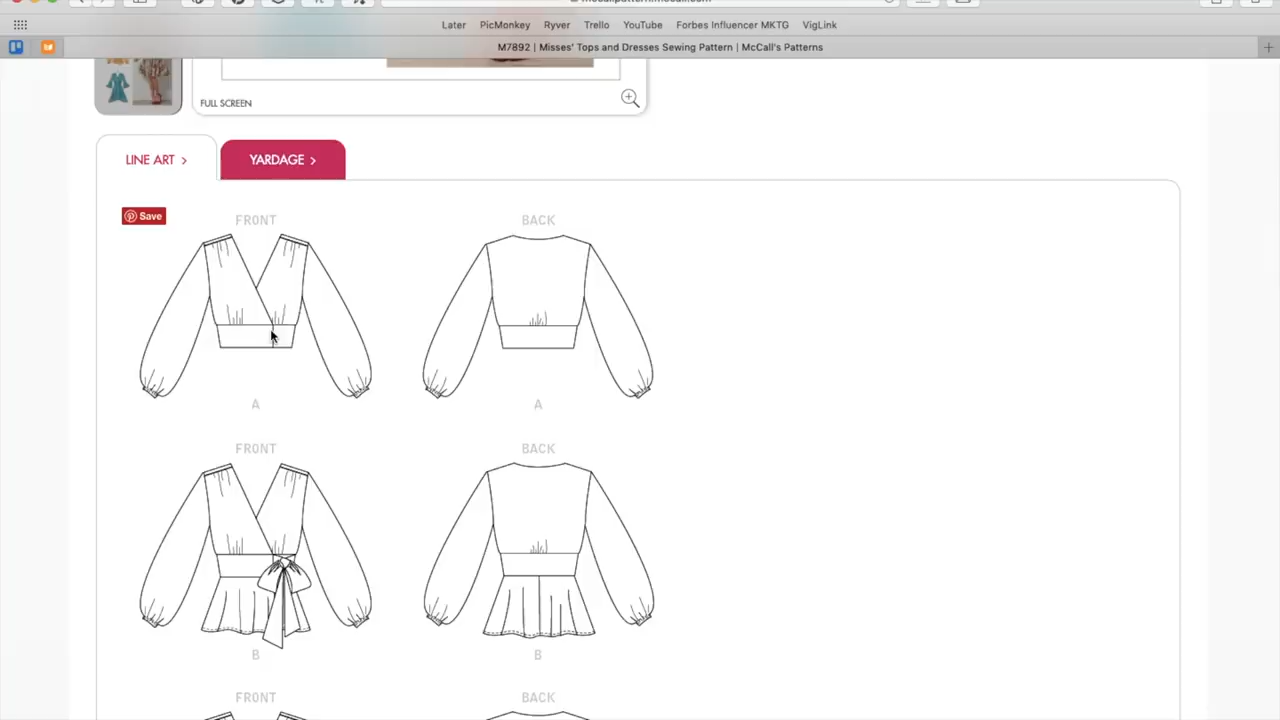 Later PicMonkey Ryver Trello YouTube Forbes Influencer MKTG VigLink
M7892 | Misses' Tops and Dresses Sewing Pattern | McCall's Patterns
FULL SCREEN
LINE ART > YARDAGE >
Save
FRONT BACK
A A
FRONT BACK
B B
FRONT BACK